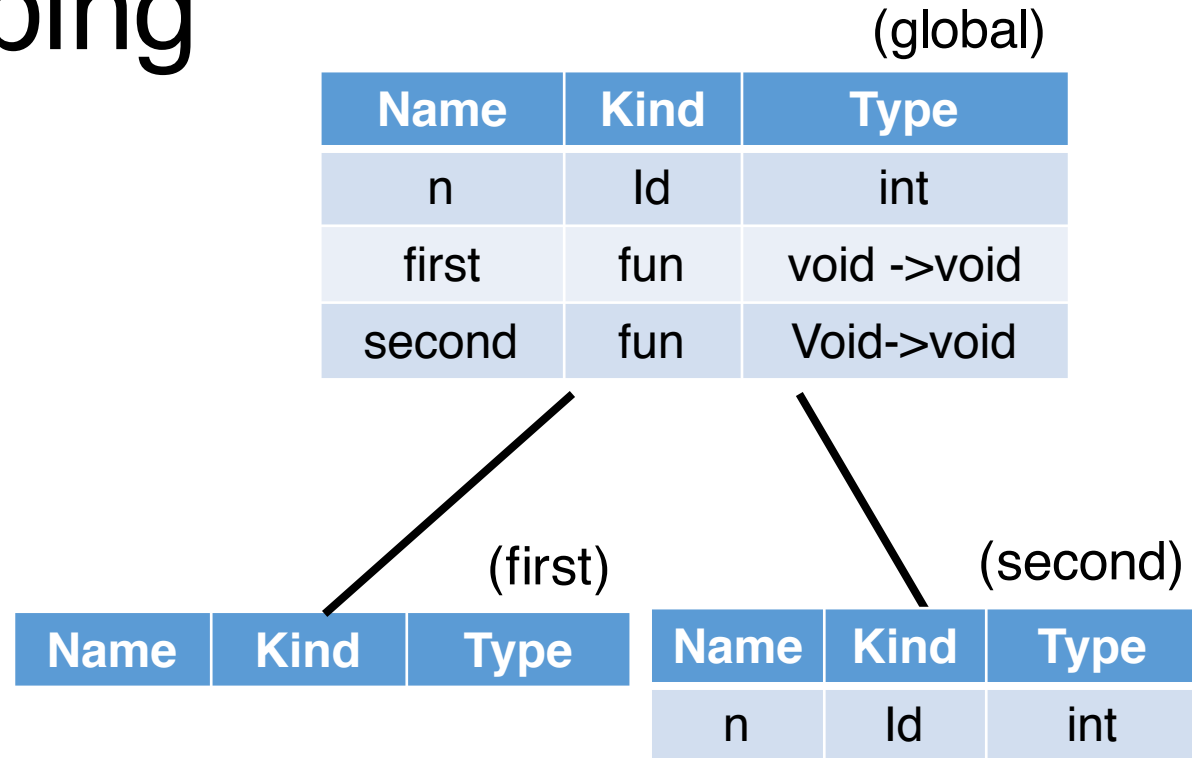 (global)
Name Kind Type
n Id int
first fun void ->void
second fun Void->void
(first)
Name Kind Type
(second)
Name Kind Type
n Id int